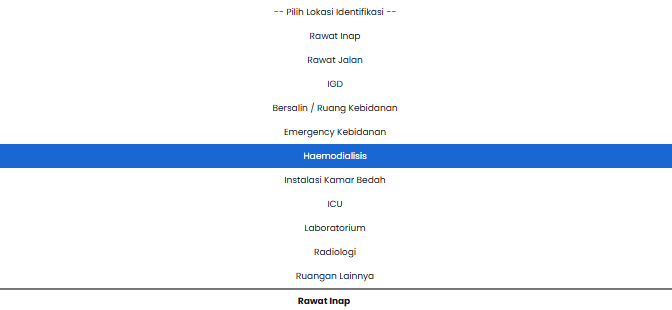 -- Pilih Lokasi Identifikasi --
Rawat Inap
Rawat Jalan
IGD
Bersalin / Ruang Kebidanan
Emergency Kebidanan
Haemodialisis
Instalasi Kamar Bedah
ICU
Laboratorium
Radiologi
Ruangan Lainnya
Rawat Inap